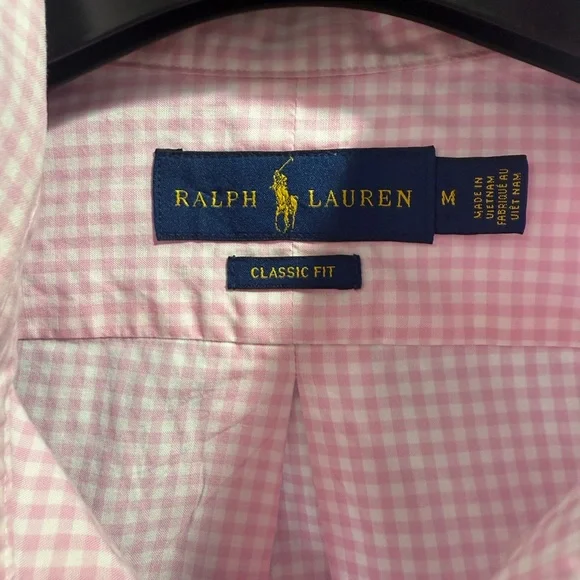 RALPH LAUREN
M
MADE IN
VIETNAM
FABRIQUÉ AU
VIÊT NAM
CLASSIC FIT